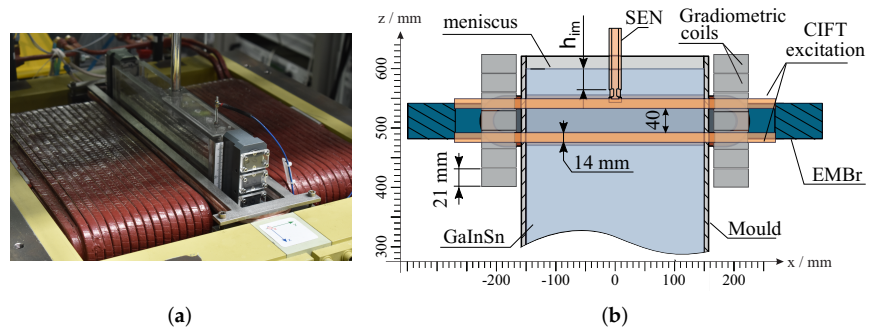 z / mm
meniscus
h_im
SEN
Gradiometric
coils
CIFT
excitation
600
500
400
300
40
14 mm
21 mm
EMBr
GaInSn
Mould
x / mm
-200
-100
0
100
200
(a)
(b)